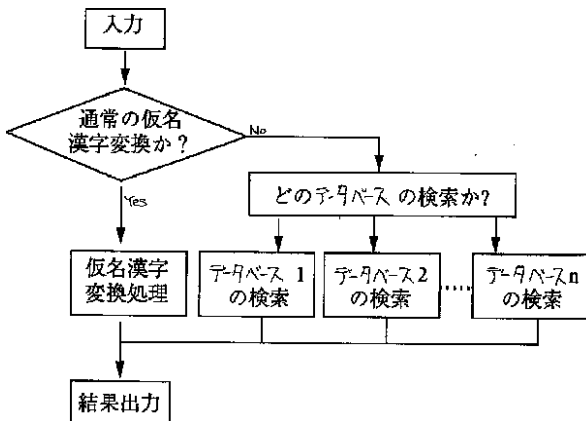 入力
通常の仮名
漢字変換か?
No
Yes
どのデータベースの検索か?
仮名漢字
変換処理
データベース 1
の検索
データベース2
の検索
データベースn
の検索
結果出力